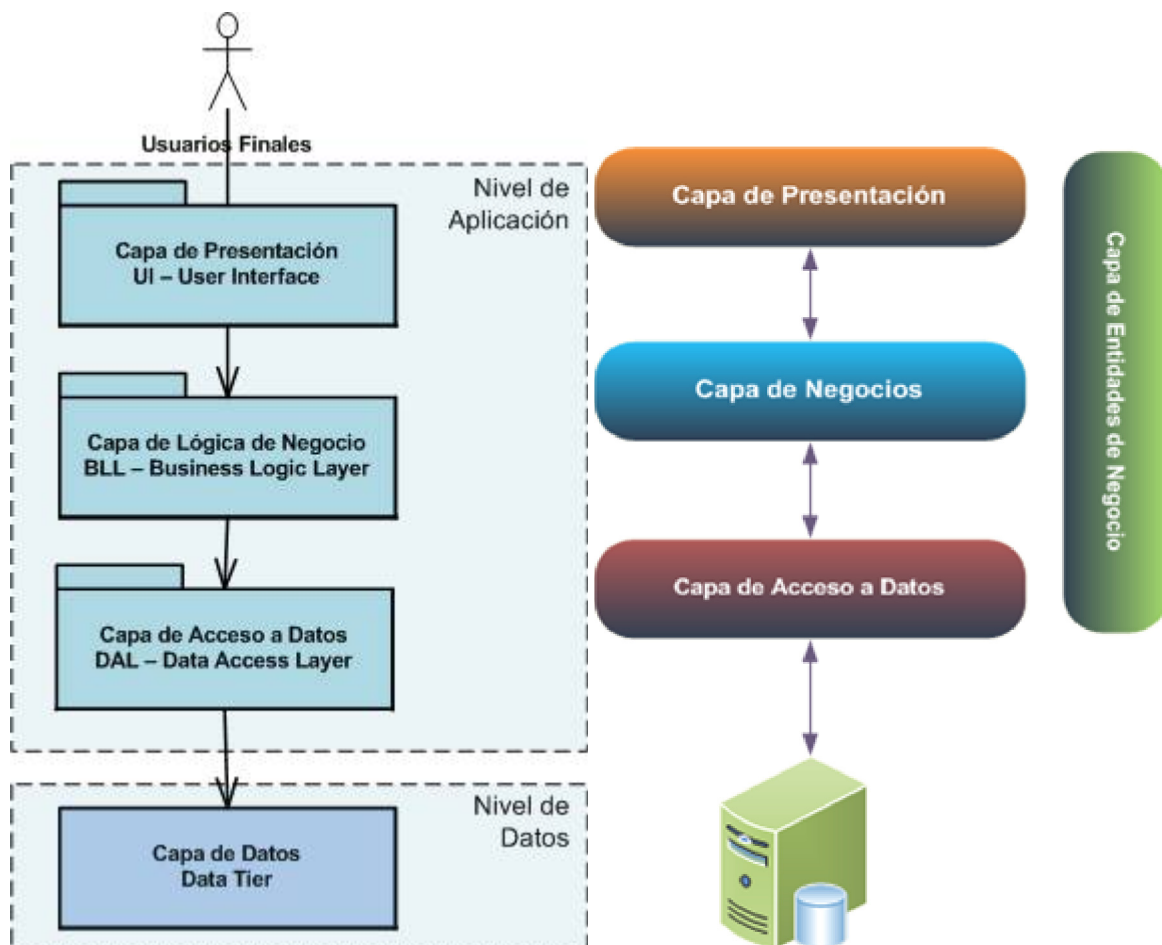 Usuarios Finales
Nivel de
Aplicación
Capa de Presentación
UI – User Interface
Capa de Lógica de Negocio
BLL – Business Logic Layer
Capa de Acceso a Datos
DAL – Data Access Layer
Nivel de
Datos
Capa de Datos
Data Tier
Capa de Presentación
Capa de Negocios
Capa de Acceso a Datos
Capa de Entidades de Negocio